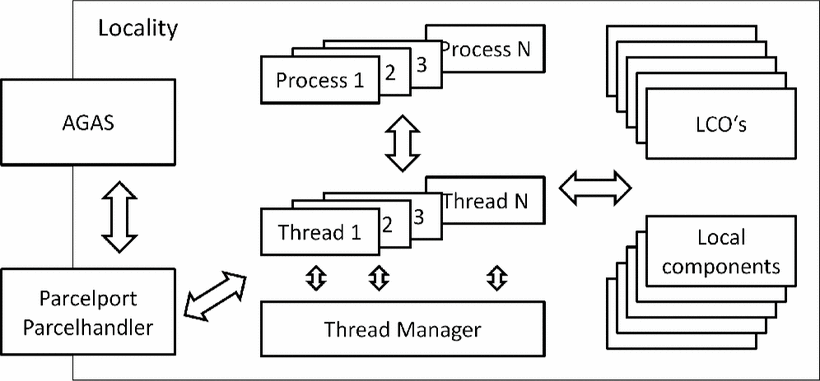 Locality
Process 1
2
3
Process N
AGAS
LCO‘s
Thread 1
2
3
Thread N
Local
components
Parcelport
Parcelhandler
Thread Manager